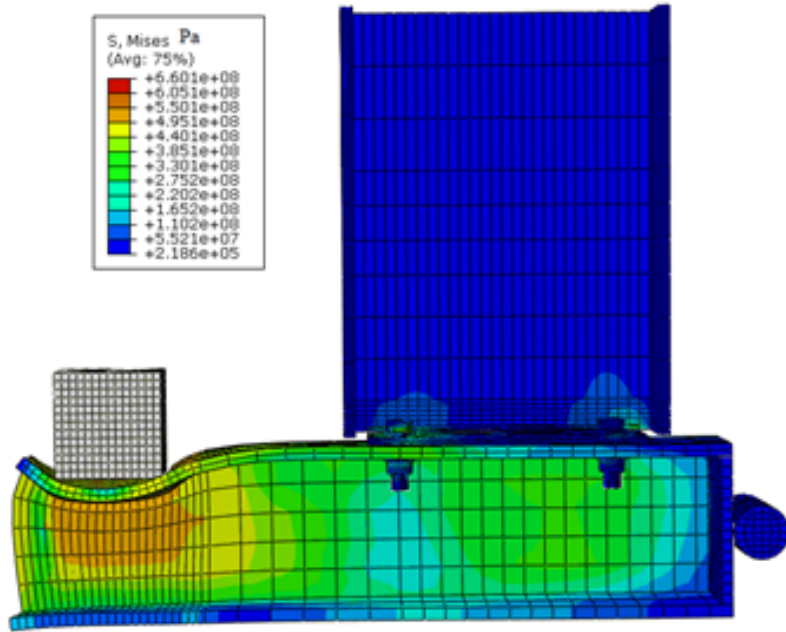 S, Mises Pa
(Avg: 75%)
+6.601e+08
+6.051e+08
+5.501e+08
+4.951e+08
+4.401e+08
+3.851e+08
+3.301e+08
+2.752e+08
+2.202e+08
+1.652e+08
+1.102e+08
+5.521e+07
+2.186e+05